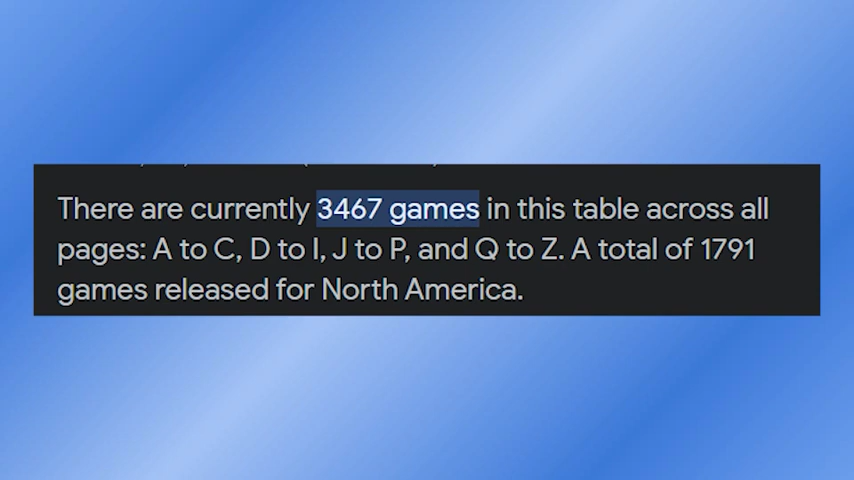 There are currently 3467 games in this table across all
pages: A to C, D to I, J to P, and Q to Z. A total of 1791
games released for North America.